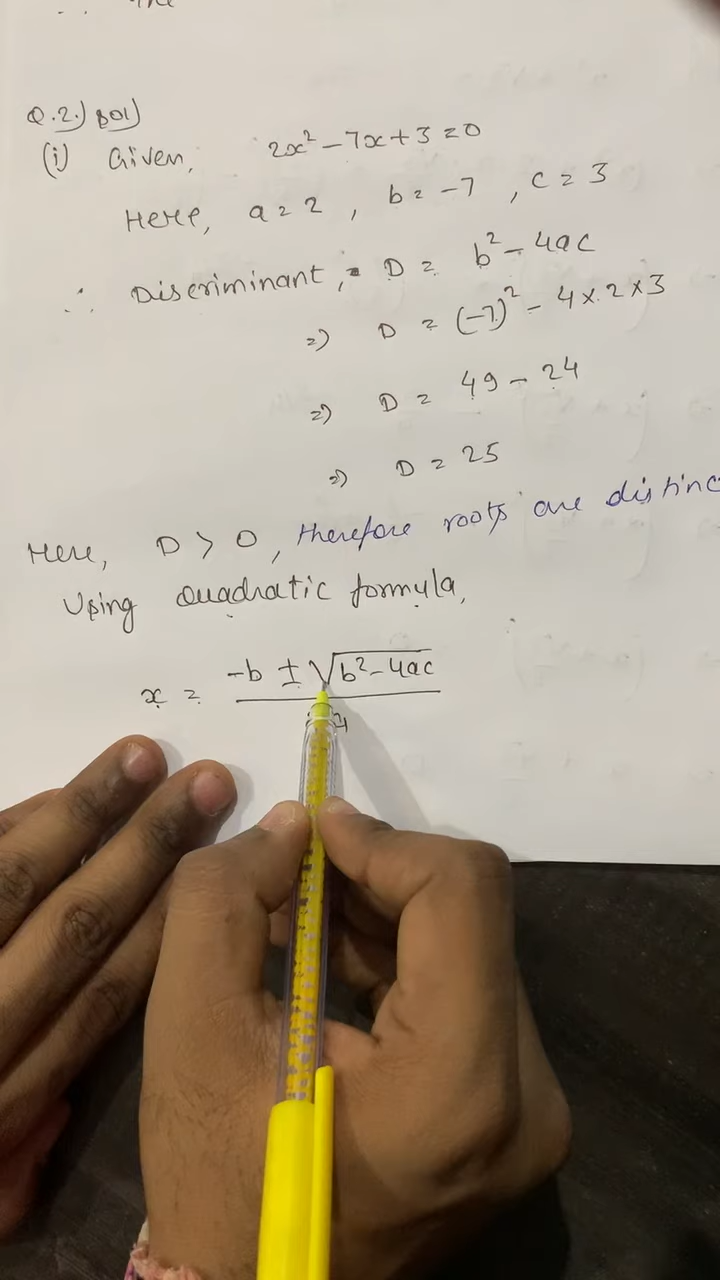 ∴ the
Q.2.) Sol)
(i) Given, 2x² – 7x + 3 = 0
Here, a = 2 , b = –7 , c = 3
∴ Discriminant, D = b² – 4ac
=) D = (–7)² – 4 × 2 × 3
=) D = 49 – 24
=) D = 25
Here, D > 0, therefore roots are distinc
Using quadratic formula,
x = –b ± √b² – 4ac